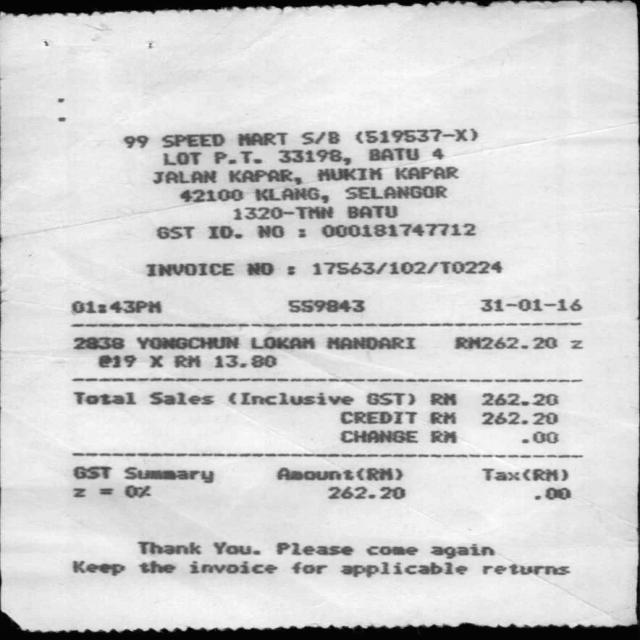 99 SPEED MART S/B (519537-X)
LOT P.T. 33198, BATU 4
JALAN KAPAR, MUKIM KAPAR
42100 KLANG, SELANGOR
1320-TMN BATU
GST ID. NO : 000181747712
INVOICE NO : 17563/102/T0224
01:43PM 559843 31-01-16
2838 YONGCHUN LOKAM MANDARI RM262.20 z
@19 X RM 13.80
Total Sales (Inclusive GST) RM 262.20
CREDIT RM 262.20
CHANGE RM .00
GST Summary Amount(RM) Tax(RM)
z = 0% 262.20 .00
Thank You. Please come again
Keep the invoice for applicable returns